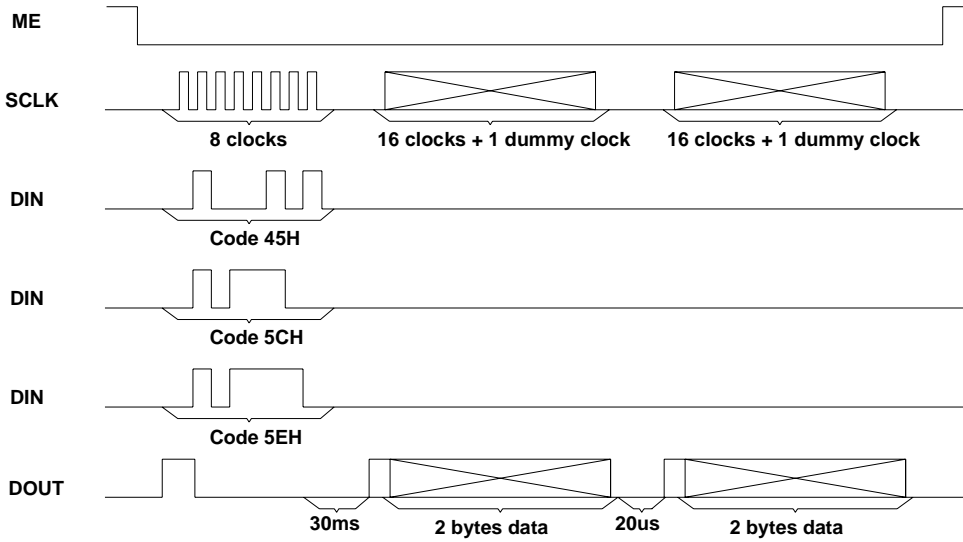 ME
SCLK
8 clocks
16 clocks + 1 dummy clock
16 clocks + 1 dummy clock
DIN
Code 45H
DIN
Code 5CH
DIN
Code 5EH
DOUT
30ms
2 bytes data
20us
2 bytes data